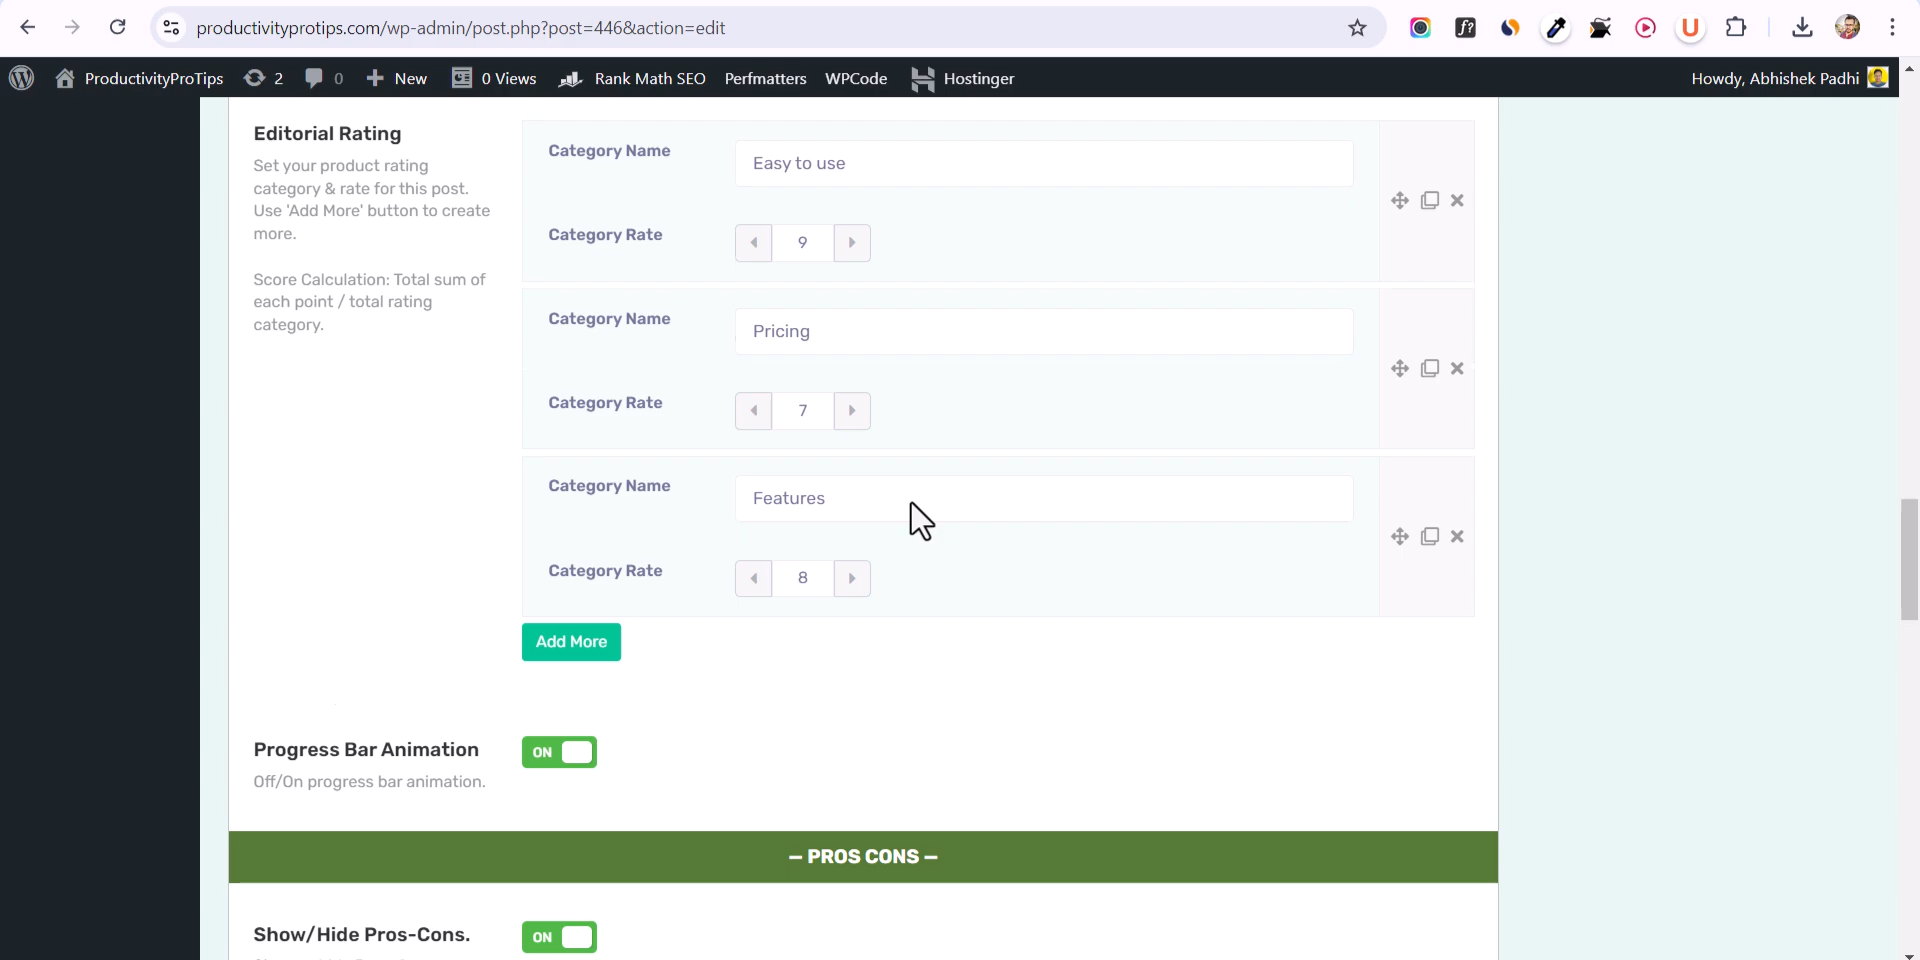 productivityprotips.com/wp-admin/post.php?post=446&action=edit
ProductivityProTips 2 0 New 0 Views Rank Math SEO Perfmatters WPCode Hostinger Howdy, Abhishek Padhi
Editorial Rating
Set your product rating
category & rate for this post.
Use 'Add More' button to create
more.
Score Calculation: Total sum of
each point / total rating
category.
Category Name
Easy to use
Category Rate
9
Category Name
Pricing
Category Rate
7
Category Name
Features
Category Rate
8
Add More
Progress Bar Animation
Off/On progress bar animation.
ON
— PROS CONS —
Show/Hide Pros-Cons.
ON